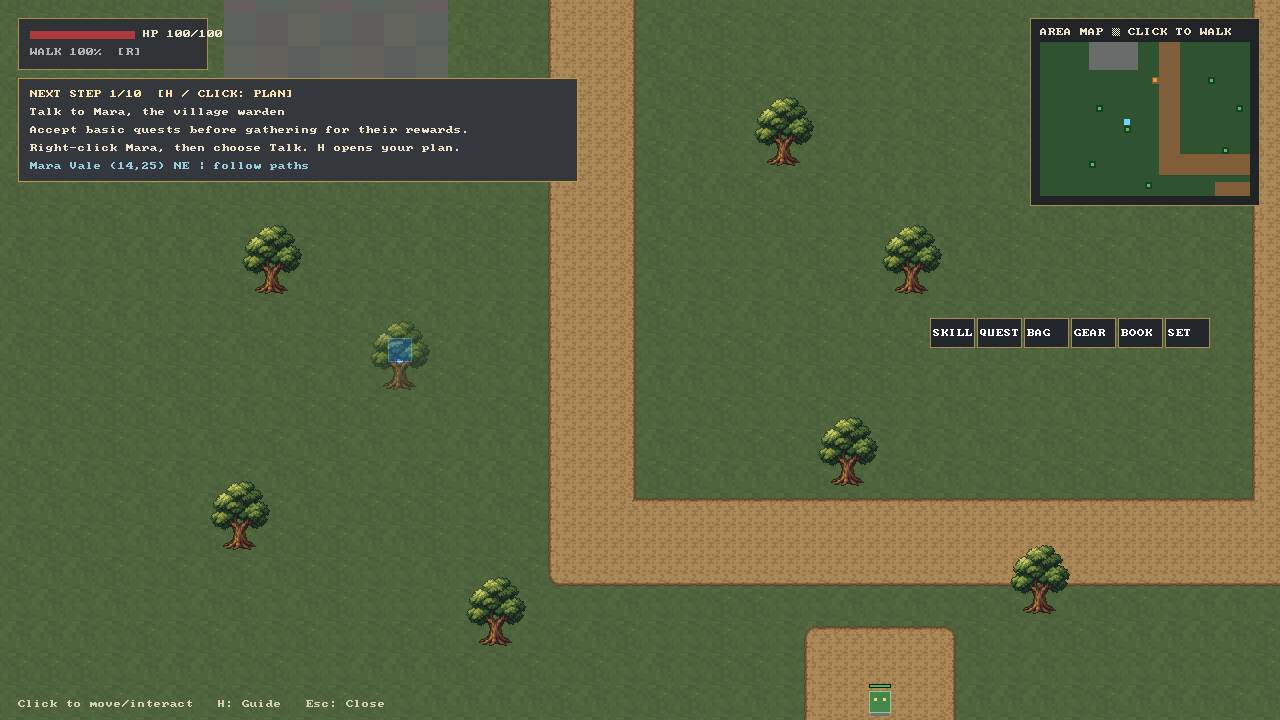 HP 100/100
WALK 100% [R]
NEXT STEP 1/10 [H / CLICK: PLAN]
Talk to Mara, the village warden
Accept basic quests before gathering for their rewards.
Right-click Mara, then choose Talk. H opens your plan.
Mara Vale (14,25) NE ¦ follow paths
AREA MAP ▒ CLICK TO WALK
SKILL QUEST BAG GEAR BOOK SET
Click to move/interact H: Guide Esc: Close